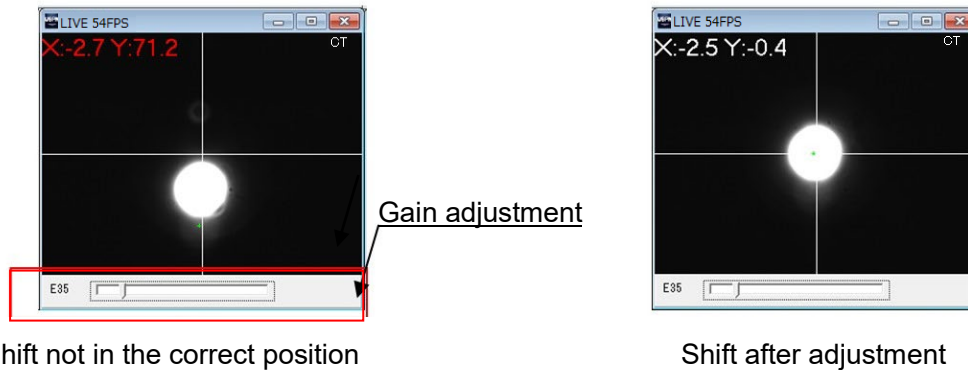 LIVE 54FPS
X:-2.7 Y:71.2
CT
Gain adjustment
E35
hift not in the correct position
LIVE 54FPS
X:-2.5 Y:-0.4
CT
E35
Shift after adjustment